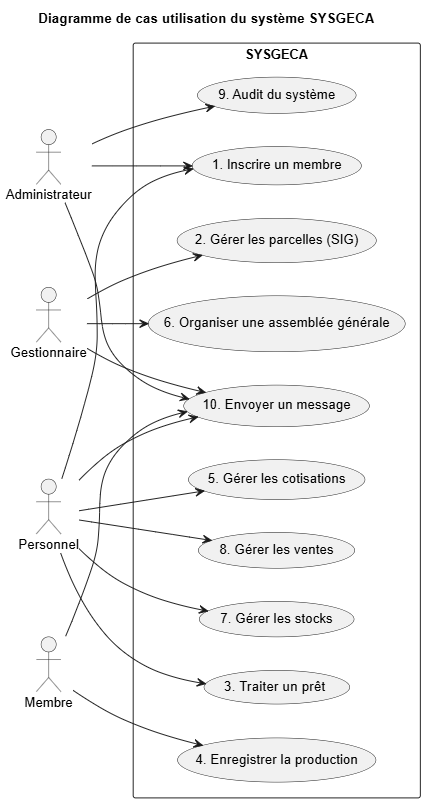 Diagramme de cas utilisation du système SYSGECA
SYSGECA
9. Audit du système
1. Inscrire un membre
Administrateur
2. Gérer les parcelles (SIG)
6. Organiser une assemblée générale
Gestionnaire
10. Envoyer un message
5. Gérer les cotisations
Personnel
8. Gérer les ventes
7. Gérer les stocks
3. Traiter un prêt
Membre
4. Enregistrer la production